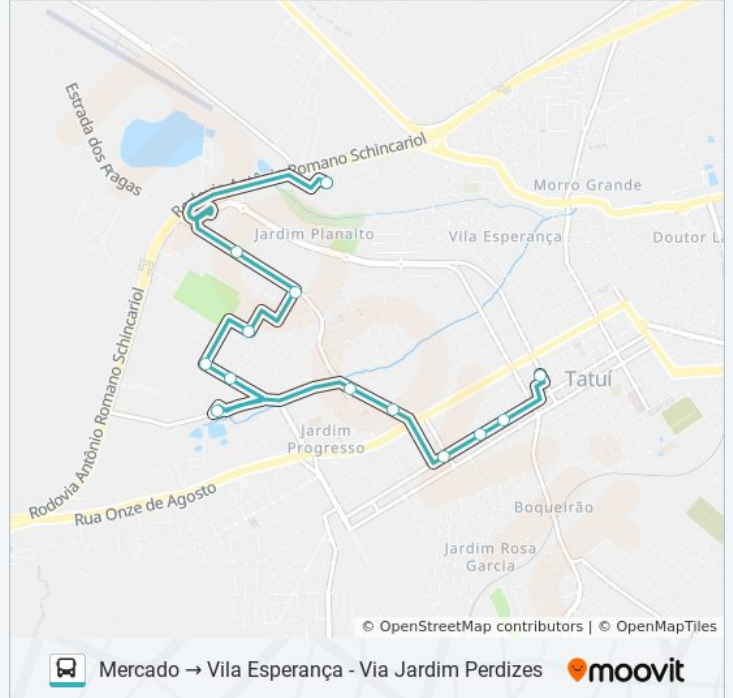 Estrada dos Ragas
Romano Schincariol
Morro Grande
Jardim Planalto
Vila Esperança
Doutor La
Rodovia Antônio Romano Schincariol
Tatuí
Jardim
Progresso
Rua Onze de Agosto
Boqueirão
Jardim Rosa
Garcia
© OpenStreetMap contributors | © OpenMapTiles
Mercado → Vila Esperança - Via Jardim Perdizes
moovit